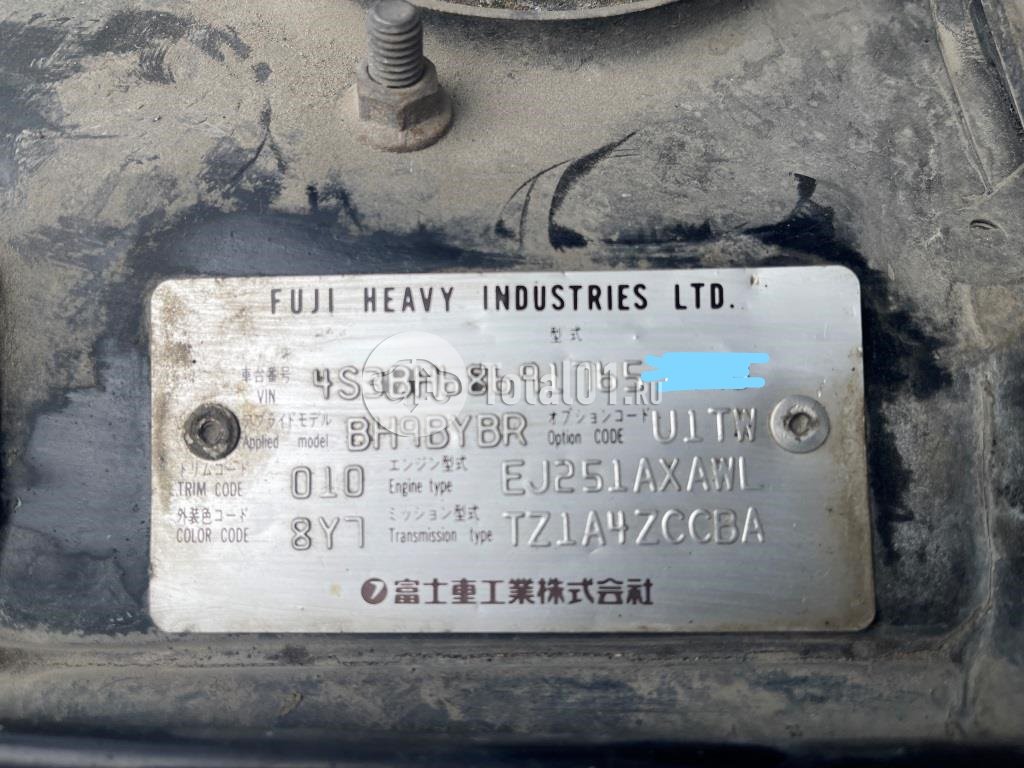 FUJI HEAVY INDUSTRIES LTD.
型式
車台番号
VIN
Total01.RU
アプライドモデル
Applied model BH9BYBR オプションコード Option CODE U1TW
トリムコード
TRIM CODE 010 エンジン型式 Engine type EJ251AXAWL
外装色コード
COLOR CODE 8Y7 ミッション型式 Transmission type TZ1A4ZCCBA
富士重工業株式会社